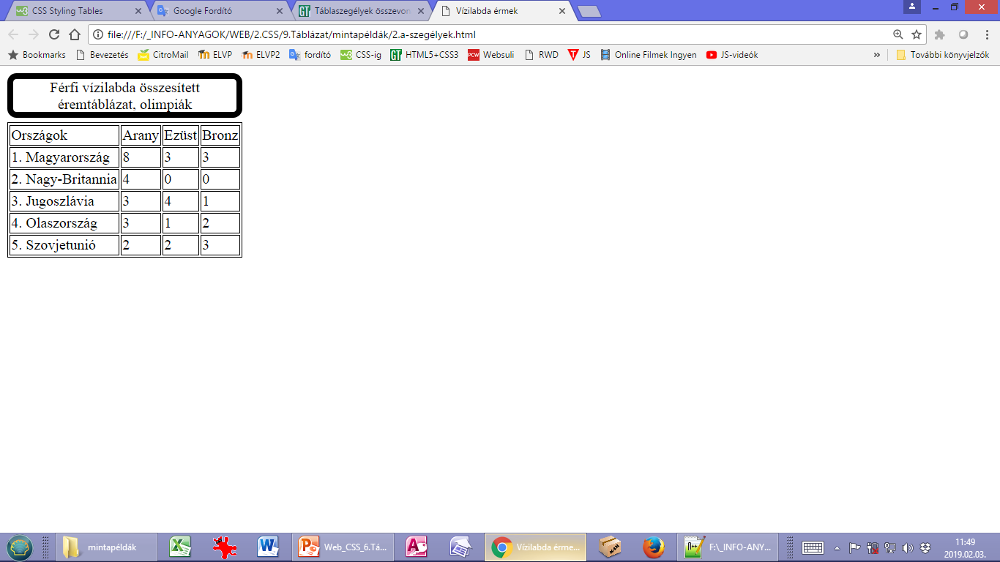 CSS Styling Tables
Google Fordító
Táblaszegélyek összevon
Vízilabda érmek
file:///F:/_INFO-ANYAGOK/WEB/2.CSS/9.Táblázat/mintapéldák/2.a-szegélyek.html
Bookmarks Bevezetés CitroMail ELVP ELVP2 fordító CSS-ig HTML5+CSS3 Websuli RWD JS Online Filmek Ingyen JS-videók » További könyvjelzők
Férfi vízilabda összesített
éremtáblázat, olimpiák
Országok Arany Ezüst Bronz
1. Magyarország 8 3 3
2. Nagy-Britannia 4 0 0
3. Jugoszlávia 3 4 1
4. Olaszország 3 1 2
5. Szovjetunió 2 2 3
mintapéldák Web_CSS_6.Tá... Vízilabda érme... F:\_INFO-ANY... 11:49
2019.02.03.